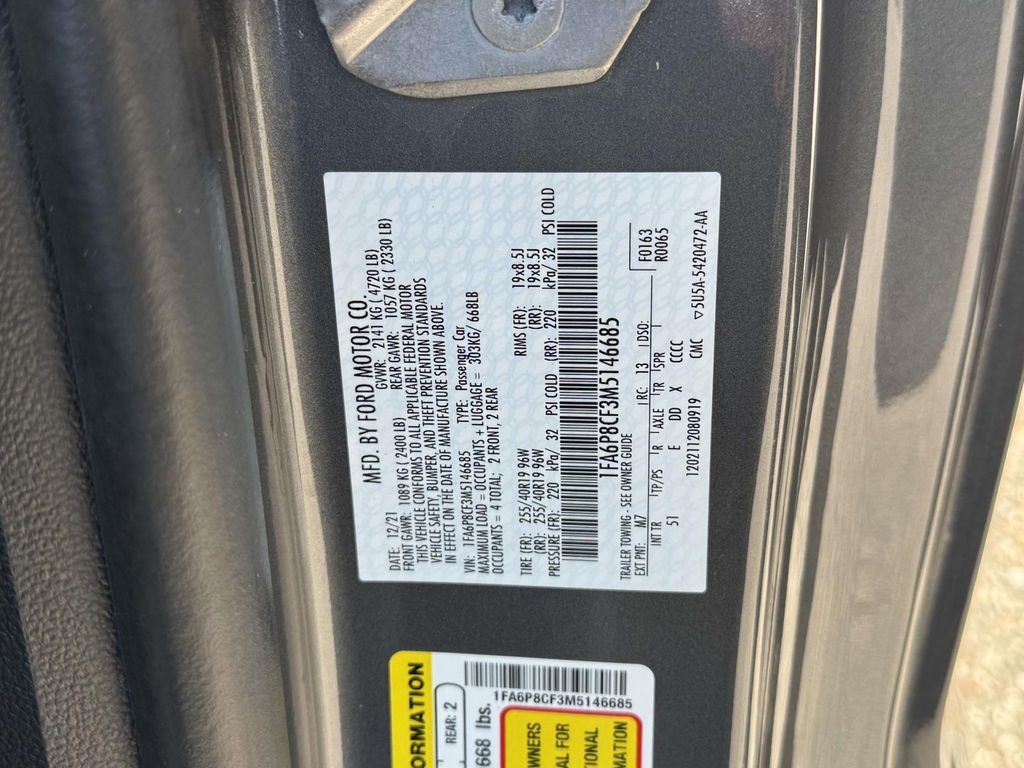 MFD. BY FORD MOTOR CO.
DATE: 12/21 GVWR: 2141 KG ( 4720 LB)
FRONT GAWR: 1089 KG ( 2400 LB) REAR GAWR: 1057 KG ( 2330 LB)
THIS VEHICLE CONFORMS TO ALL APPLICABLE FEDERAL MOTOR
VEHICLE SAFETY, BUMPER, AND THEFT PREVENTION STANDARDS
IN EFFECT ON THE DATE OF MANUFACTURE SHOWN ABOVE.
VIN: 1FA6P8CF3M5146685 TYPE: Passenger Car
MAXIMUM LOAD = OCCUPANTS + LUGGAGE = 303KG/ 668LB
OCCUPANTS = 4 TOTAL; 2 FRONT, 2 REAR
TIRE (FR): 255/40R19 96W RIMS (FR): 19x8.5J
(RR): 255/40R19 96W (RR): 19x8.5J
PRESSURE (FR): 220 kPa/ 32 PSI COLD (RR): 220 kPa/ 32 PSI COLD
1FA6P8CF3M5146685
TRAILER TOWING - SEE OWNER GUIDE
EXT PNT: M7 RC: 13 DSO: F0163
R0065
INT TR TP/PS R AXLE TR SPR
51 E DD X CCCC
12021112080919 CMC ▽5U5A-5420472-AA
FORMATION
REAR: 2
668 lbs.
1FA6P8CF3M5146685
OWNERS
AL FOR
TIONAL
MATION